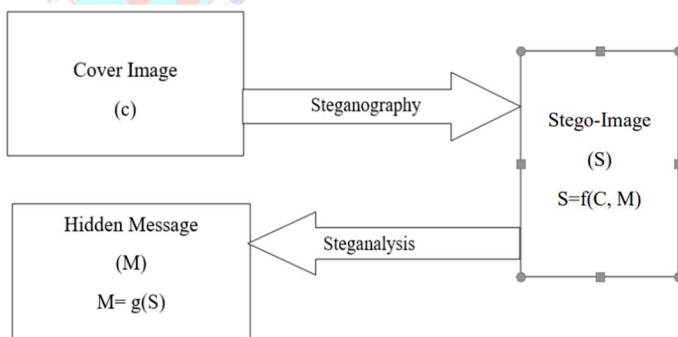 Cover Image
(c)
Steganography
Stego-Image
(S)
S=f(C, M)
Hidden Message
(M)
M= g(S)
Steganalysis